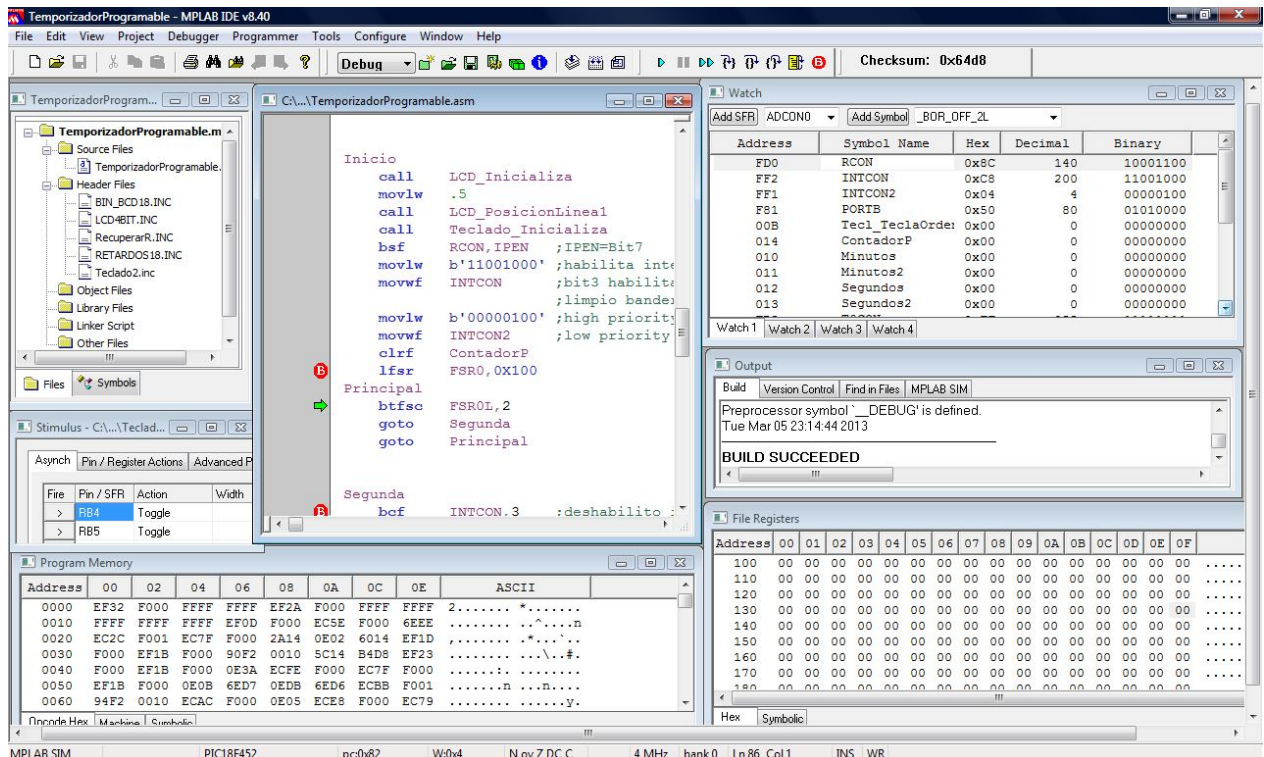 TemporizadorProgramable - MPLAB IDE v8.40
File Edit View Project Debugger Programmer Tools Configure Window Help
Debug
Checksum: 0x64d8
TemporizadorProgram...
TemporizadorProgramable.m
Source Files
TemporizadorProgramable.
Header Files
BIN_BCD18.INC
LCD4BIT.INC
RecuperarR.INC
RETARDOS18.INC
Teclado2.inc
Object Files
Library Files
Linker Script
Other Files
Files Symbols
C:\...\TemporizadorProgramable.asm
Inicio
call LCD_Inicializa
movlw .5
call LCD_PosicionLinea1
call Teclado_Inicializa
bsf RCON,IPEN ;IPEN=Bit7
movlw b'11001000' ;habilita inte
movwf INTCON ;bit3 habilita
;limpio bander
movlw b'00000100' ;high priority
movwf INTCON2 ;low priority
clrf ContadorP
B lfsr FSR0,0X100
Principal
btfsc FSR0L,2
goto Segunda
goto Principal
Segunda
B bcf INTCON,3 ;deshabilito
Watch
Add SFR ADCON0 Add Symbol _BOR_OFF_2L
Address Symbol Name Hex Decimal Binary
FD0 RCON 0x8C 140 10001100
FF2 INTCON 0xC8 200 11001000
FF1 INTCON2 0x04 4 00000100
F81 PORTB 0x50 80 01010000
00B Tecl_TeclaOrde 0x00 0 00000000
014 ContadorP 0x00 0 00000000
010 Minutos 0x00 0 00000000
011 Minutos2 0x00 0 00000000
012 Segundos 0x00 0 00000000
013 Segundos2 0x00 0 00000000
Watch 1 Watch 2 Watch 3 Watch 4
Output
Build Version Control Find in Files MPLAB SIM
Preprocessor symbol `__DEBUG' is defined.
Tue Mar 05 23:14:44 2013
BUILD SUCCEEDED
Stimulus - C:\...\Teclad...
Asynch Pin / Register Actions Advanced P
Fire Pin / SFR Action Width
> RB4 Toggle
> RB5 Toggle
Program Memory
Address 00 02 04 06 08 0A 0C 0E ASCII
0000 EF32 F000 FFFF FFFF EF2A F000 FFFF FFFF 2....... *.......
0010 FFFF FFFF FFFF EF0D F000 EC5E F000 6EEE ........ ..^....n
0020 EC2C F001 EC7F F000 2A14 0E02 6014 EF1D ,....... .*...`..
0030 F000 EF1B F000 90F2 0010 5C14 B4D8 EF23 ........ ...\..#.
0040 F000 EF1B F000 0E3A ECFE F000 EC7F F000 ......:. ........
0050 EF1B F000 0E0B 6ED7 0EDB 6ED6 ECBB F001 .......n ...n....
0060 94F2 0010 ECAC F000 0E05 ECE8 F000 EC79 ........ ......y.
Opcode Hex Machine Symbolic
File Registers
Address 00 01 02 03 04 05 06 07 08 09 0A 0B 0C 0D 0E 0F
100 00 00 00 00 00 00 00 00 00 00 00 00 00 00 00 00 .....
110 00 00 00 00 00 00 00 00 00 00 00 00 00 00 00 00 .....
120 00 00 00 00 00 00 00 00 00 00 00 00 00 00 00 00 .....
130 00 00 00 00 00 00 00 00 00 00 00 00 00 00 00 00 .....
140 00 00 00 00 00 00 00 00 00 00 00 00 00 00 00 00 .....
150 00 00 00 00 00 00 00 00 00 00 00 00 00 00 00 00 .....
160 00 00 00 00 00 00 00 00 00 00 00 00 00 00 00 00 .....
170 00 00 00 00 00 00 00 00 00 00 00 00 00 00 00 00 .....
180 00 00 00 00 00 00 00 00 00 00 00 00 00 00 00 00 .....
Hex Symbolic
MPLAB SIM PIC18F452 pc:0x82 W:0x4 N ov Z DC C 4 MHz bank 0 Ln 86, Col 1 INS WR